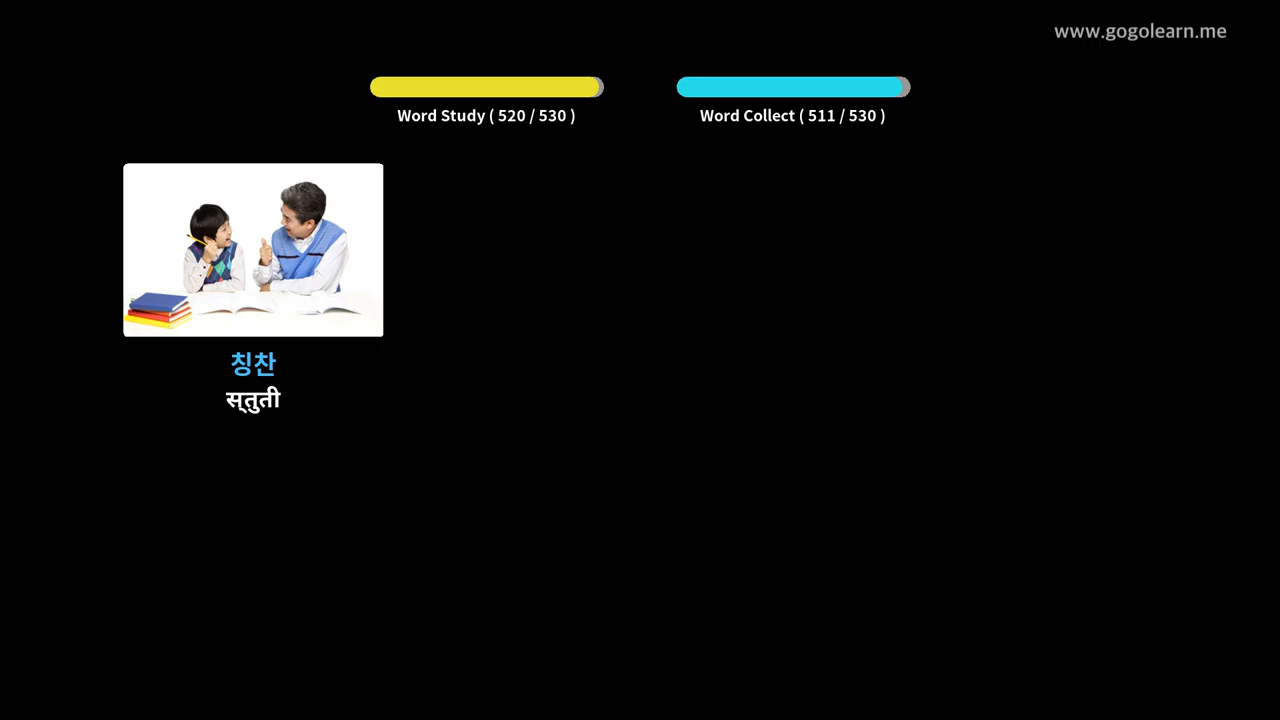 www.gogolearn.me
Word Study ( 520 / 530 )
Word Collect ( 511 / 530 )
칭찬
स्तुती